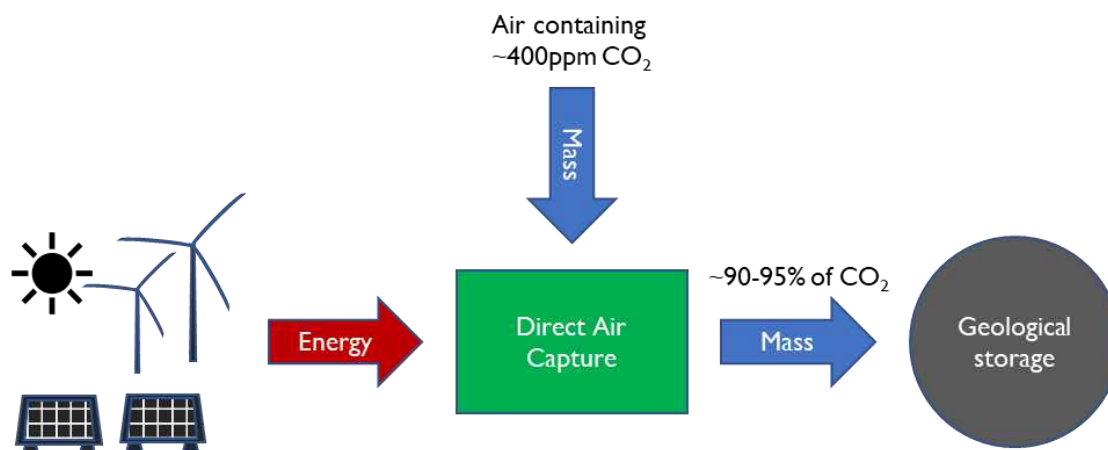 Air containing
~400ppm CO₂
Mass
~90-95% of CO₂
Energy
Direct Air
Capture
Mass
Geological
storage